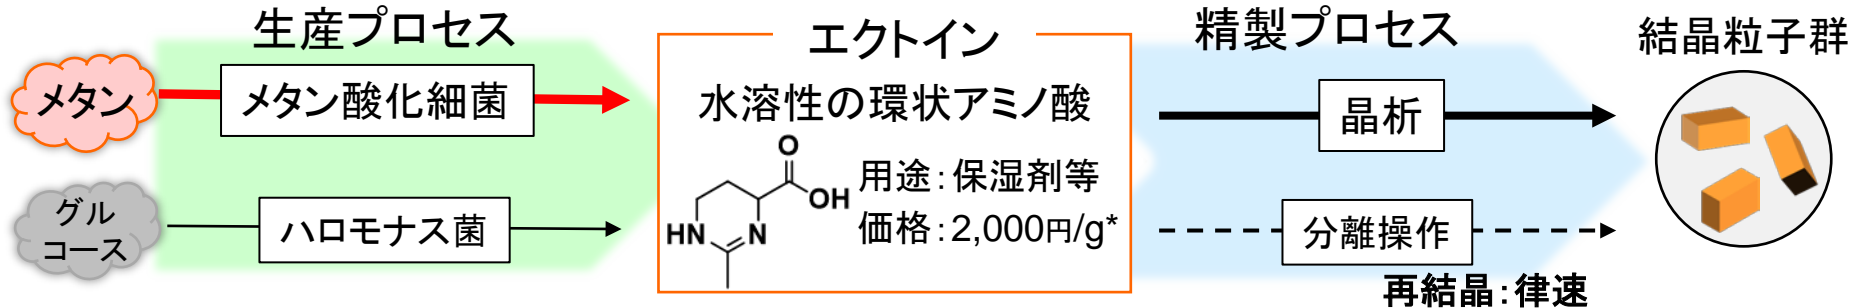 生産プロセス
メタン
メタン酸化細菌
グル
コース
ハロモナス菌
エクトイン
水溶性の環状アミノ酸
O
OH
HN
N
用途：保湿剤等
価格：2,000円/g*
精製プロセス
晶析
分離操作
再結晶：律速
結晶粒子群